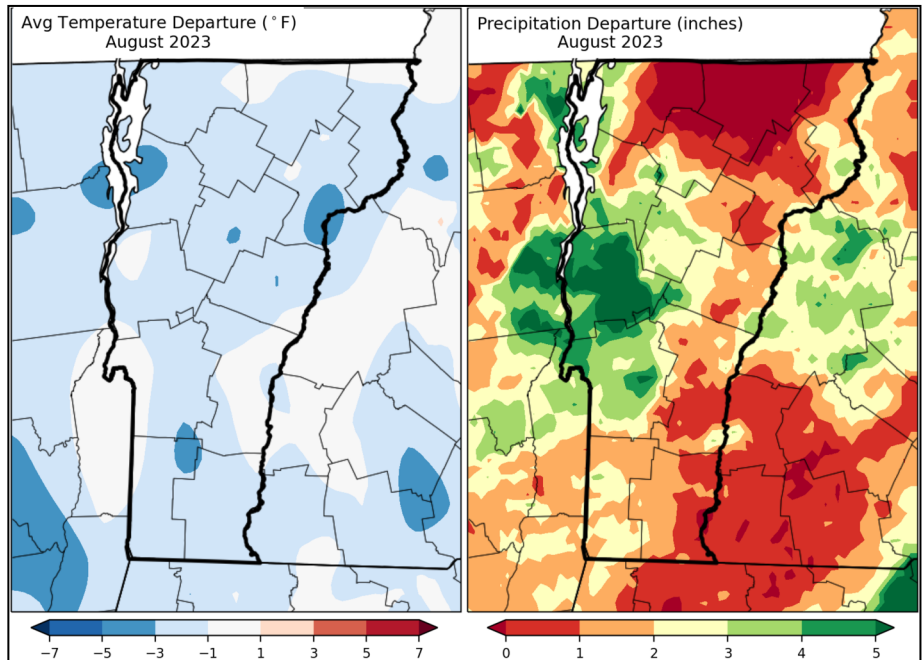 Avg Temperature Departure (°F)
August 2023
Precipitation Departure (inches)
August 2023
−7 −5 −3 −1 1 3 5 7
0 1 2 3 4 5